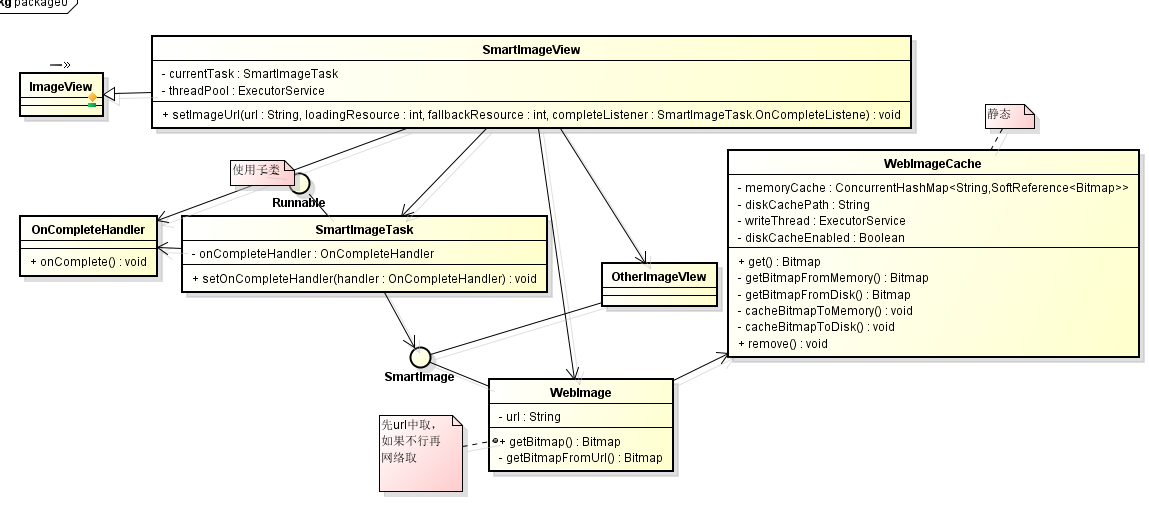 kg package0
SmartImageView
- currentTask : SmartImageTask
- threadPool : ExecutorService
+ setImageUrl(url : String, loadingResource : int, fallbackResource : int, completeListener : SmartImageTask.OnCompleteListene) : void
ImageView
静态
WebImageCache
- memoryCache : ConcurrentHashMap<String,SoftReference<Bitmap>>
- diskCachePath : String
- writeThread : ExecutorService
- diskCacheEnabled : Boolean
+ get() : Bitmap
- getBitmapFromMemory() : Bitmap
- getBitmapFromDisk() : Bitmap
- cacheBitmapToMemory() : void
- cacheBitmapToDisk() : void
+ remove() : void
使用子类
Runnable
OnCompleteHandler
+ onComplete() : void
SmartImageTask
- onCompleteHandler : OnCompleteHandler
+ setOnCompleteHandler(handler : OnCompleteHandler) : void
OtherImageVIew
SmartImage
WebImage
- url : String
+ getBitmap() : Bitmap
- getBitmapFromUrl() : Bitmap
先url中取，
如果不行再
网络取